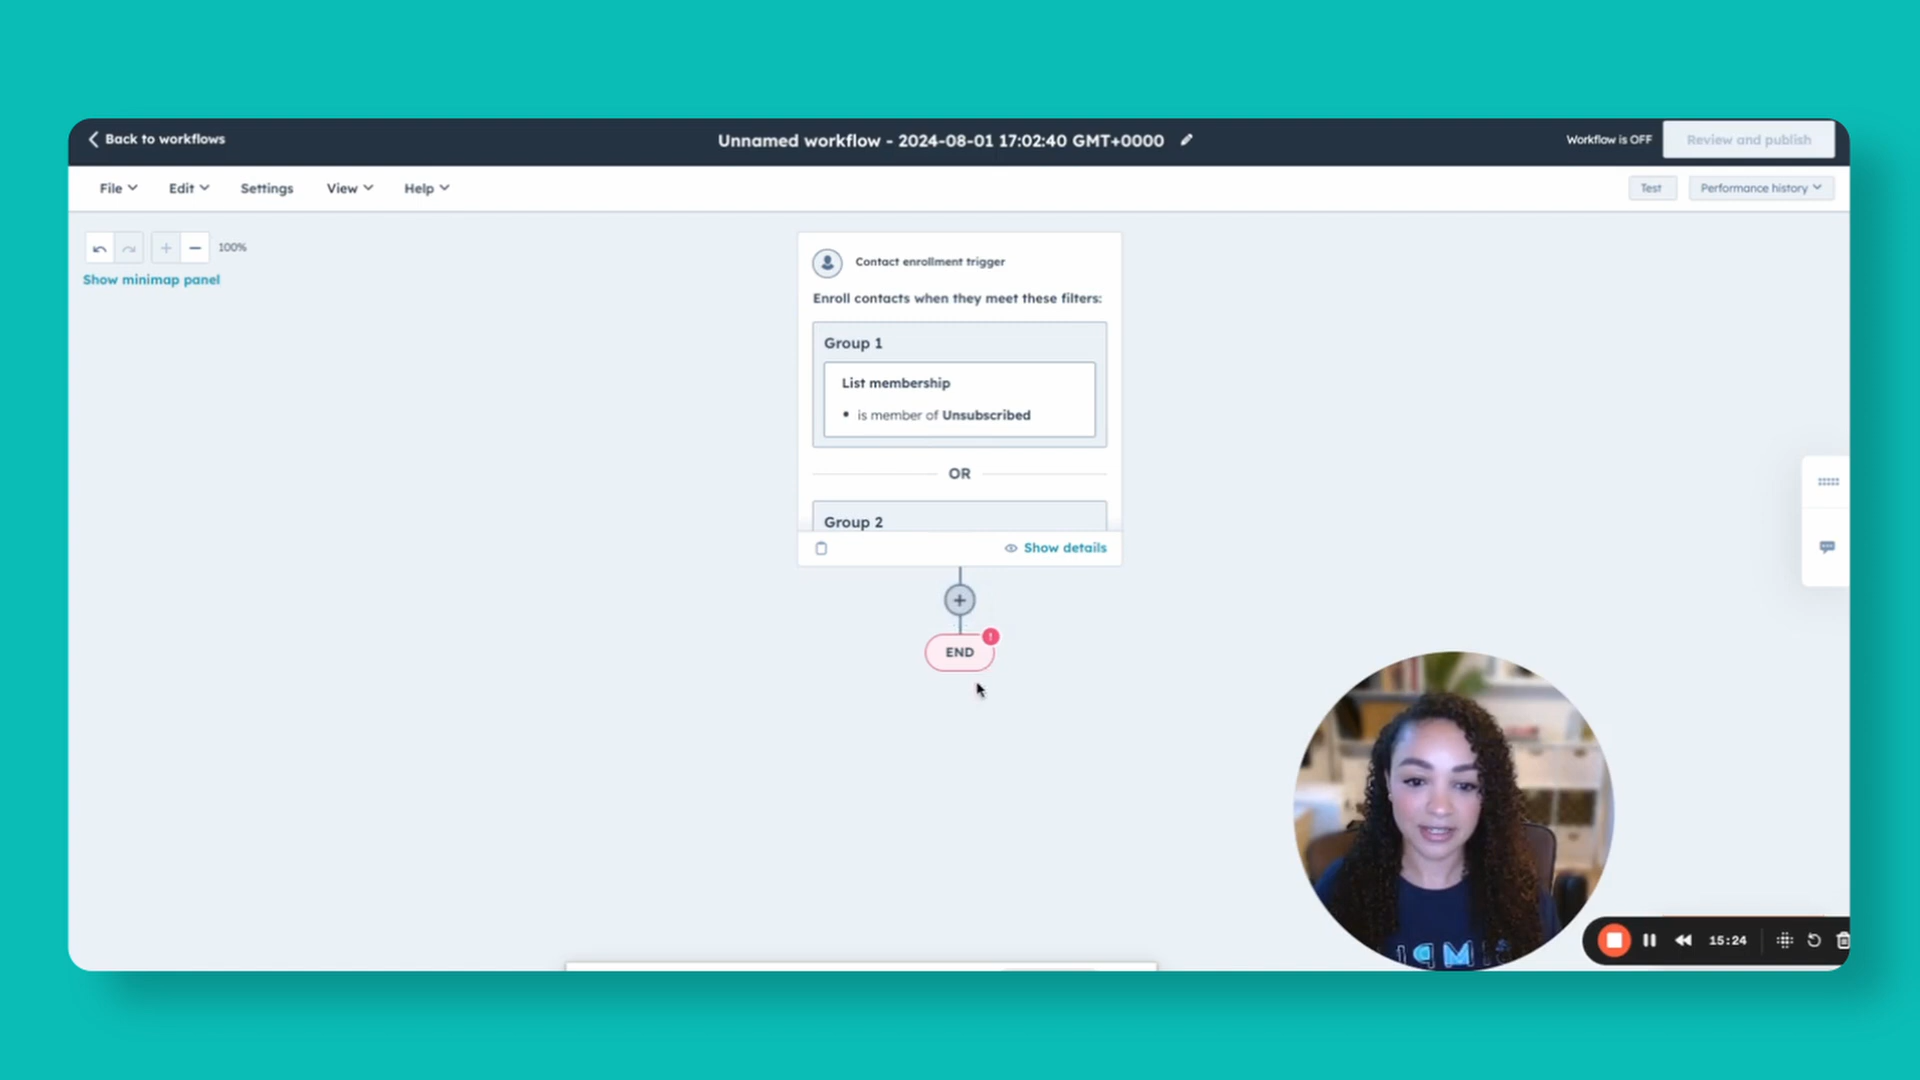 Back to workflows
Unnamed workflow - 2024-08-01 17:02:40 GMT+0000
Workflow is OFF
Review and publish
File
Edit
Settings
View
Help
Test
Performance history
100%
Show minimap panel
Contact enrollment trigger
Enroll contacts when they meet these filters:
Group 1
List membership
• is member of Unsubscribed
OR
Group 2
Show details
END
15:24